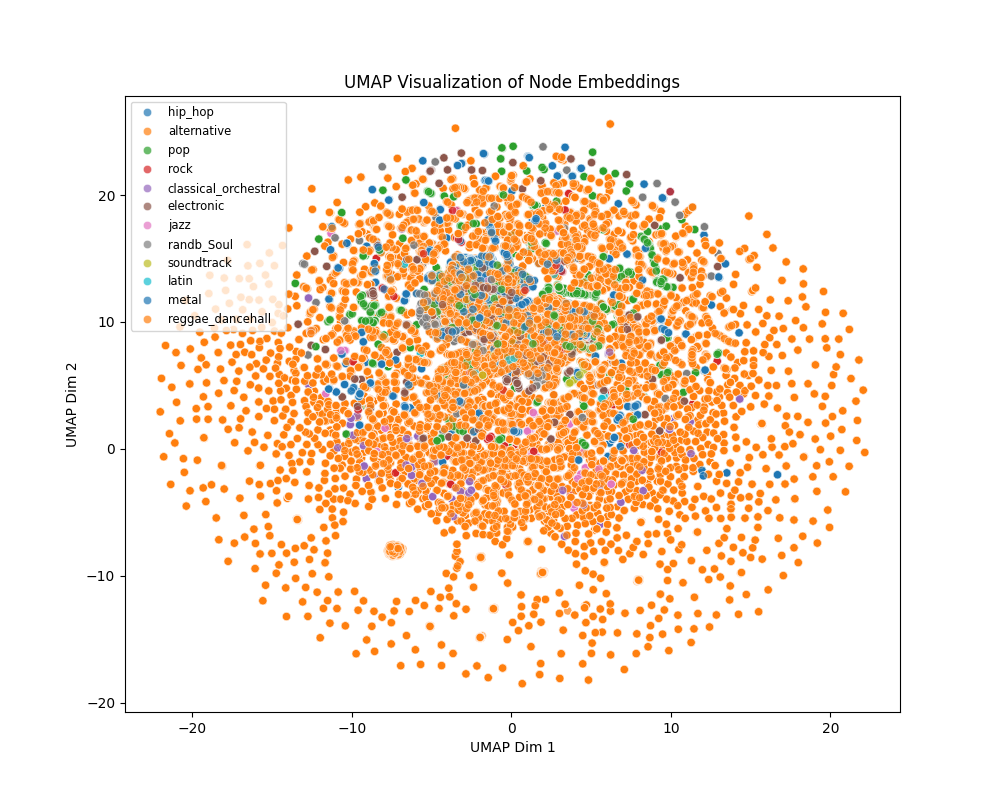 UMAP Visualization of Node Embeddings
hip_hop
alternative
pop
rock
classical_orchestral
electronic
jazz
randb_Soul
soundtrack
latin
metal
reggae_dancehall
20
10
0
−10
−20
UMAP Dim 2
−20
−10
0
10
20
UMAP Dim 1